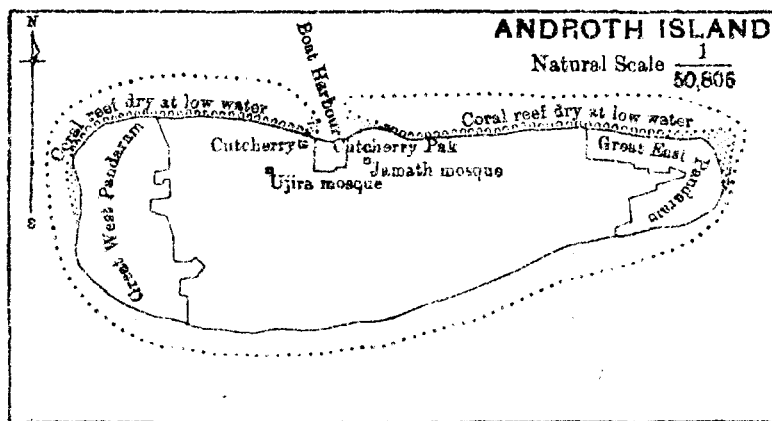 ANDROTH ISLAND
Natural Scale 1/50,805
N
S
Boat Harbour
Coral reef dry at low water
Coral reef dry at low water
Cutcherry
Cutcherry Pak
Jamath mosque
Ujira mosque
Great West Pandaram
Great East
Pandaram